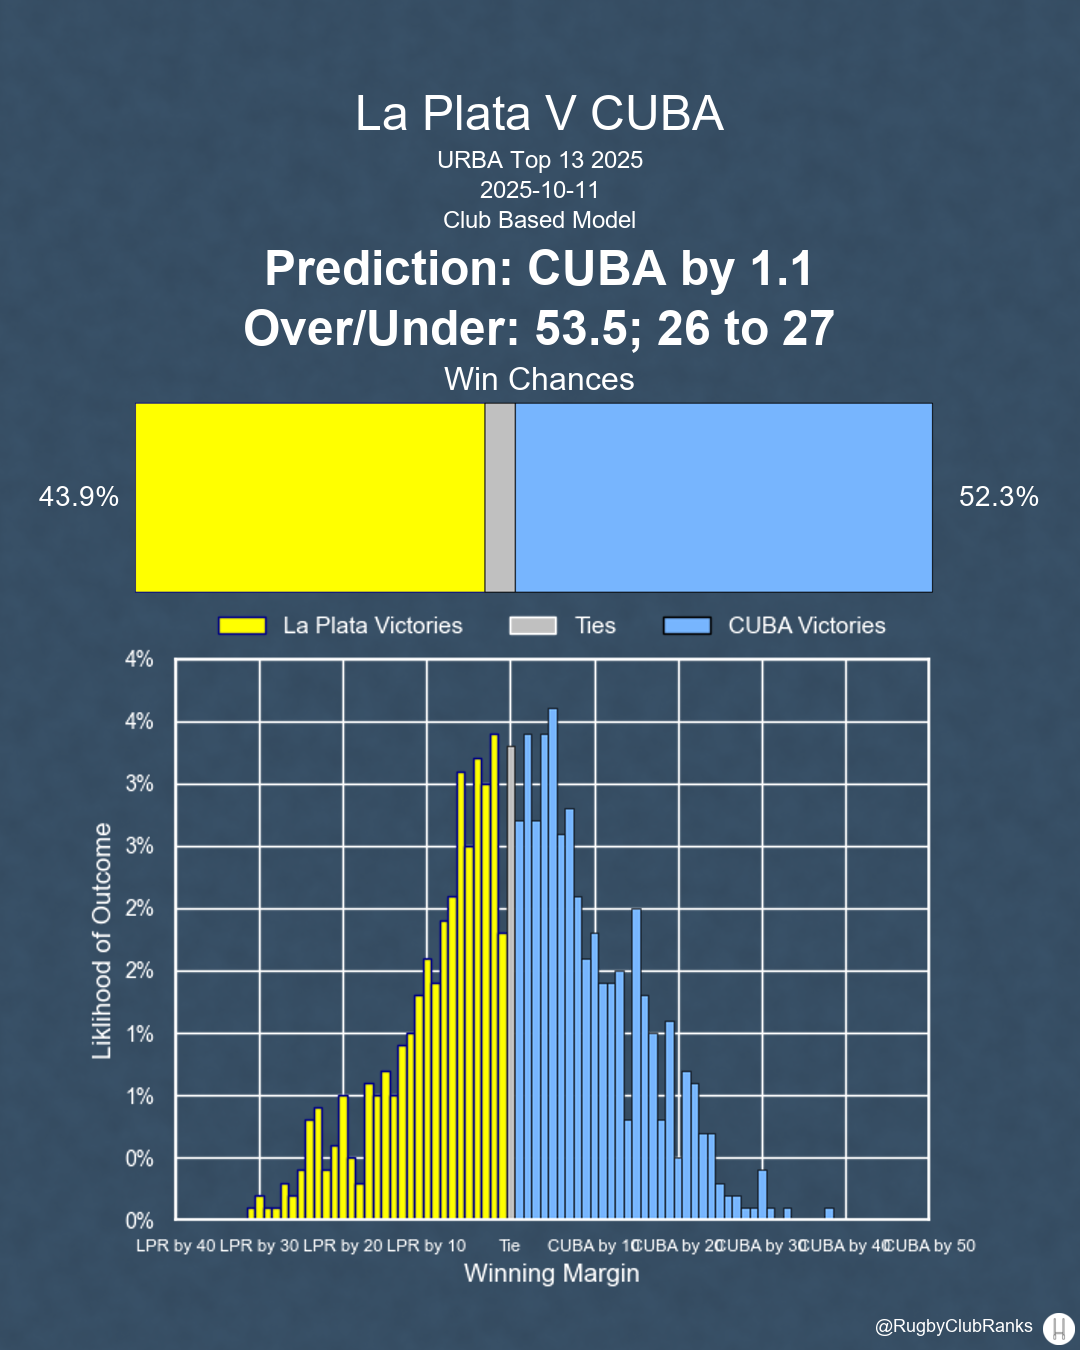 La Plata V CUBA
URBA Top 13 2025
2025-10-11
Club Based Model
Prediction: CUBA by 1.1
Over/Under: 53.5; 26 to 27
Win Chances
43.9%
52.3%
La Plata Victories
Ties
CUBA Victories
4%
4%
3%
3%
2%
2%
1%
1%
0%
0%
Liklihood of Outcome
LPR by 40 LPR by 30 LPR by 20 LPR by 10 Tie CUBA by 10 CUBA by 20 CUBA by 30 CUBA by 40 CUBA by 50
Winning Margin
@RugbyClubRanks